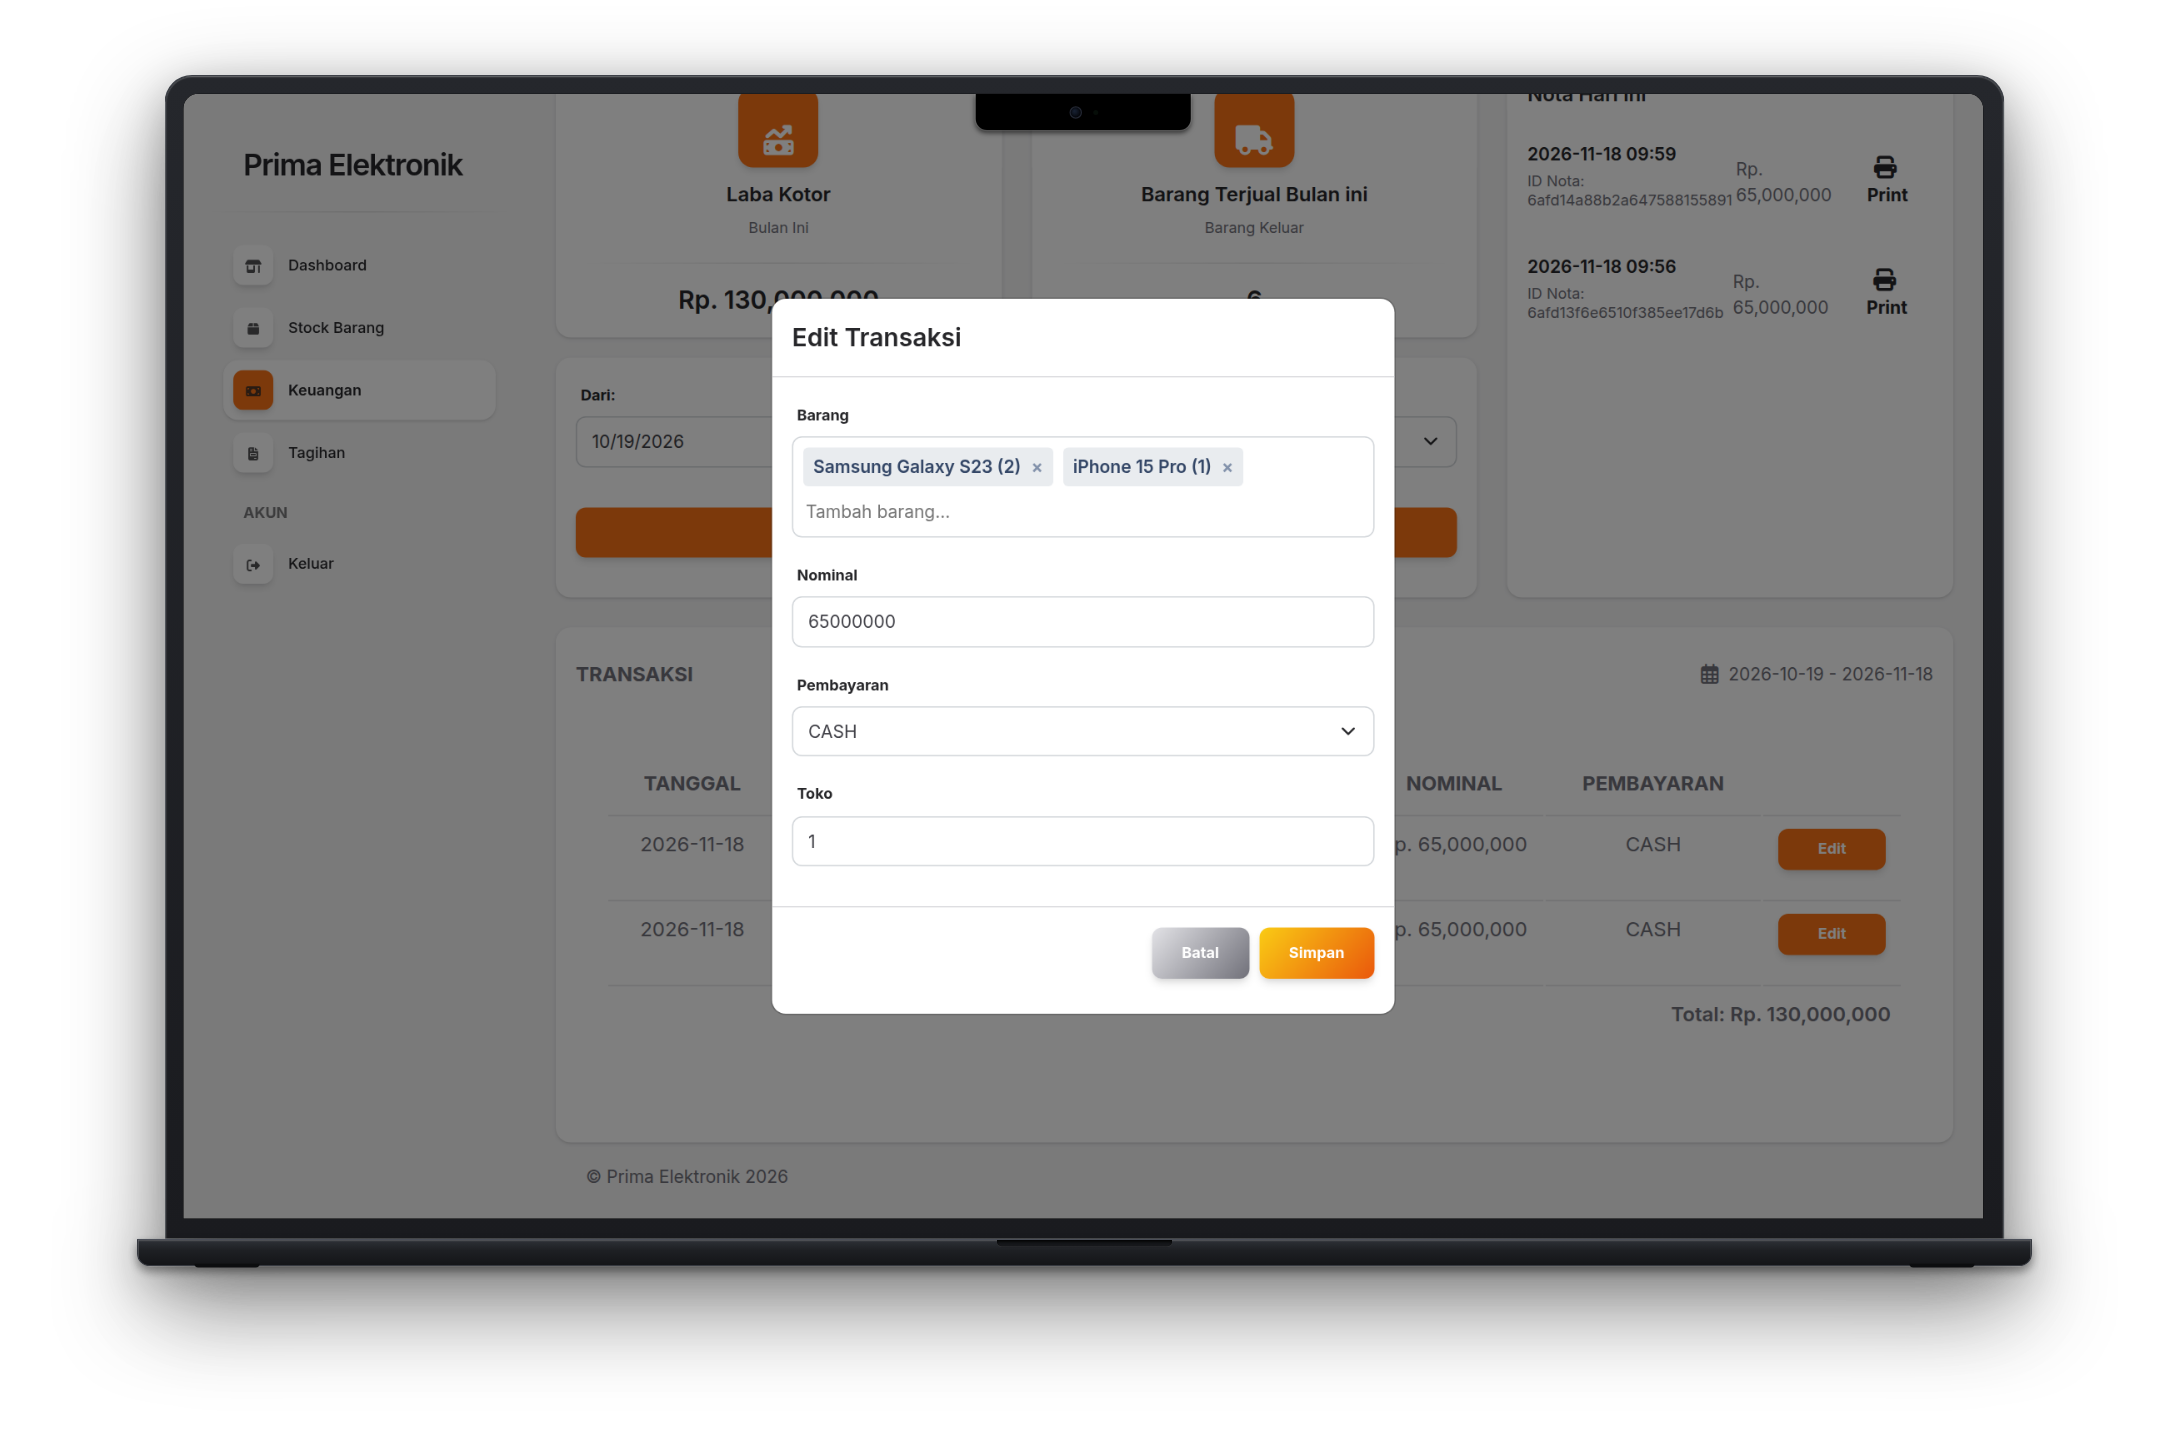 Prima Elektronik
Dashboard
Stock Barang
Keuangan
Tagihan
AKUN
Keluar
Laba Kotor
Bulan Ini
Rp. 130,000,000
Barang Terjual Bulan ini
Barang Keluar
6
Nota Hari Ini
2026-11-18 09:59
ID Nota:
6afd14a88b2a647588155891
Rp.
65,000,000
Print
2026-11-18 09:56
ID Nota:
6afd13f6e6510f385ee17d6b
Rp.
65,000,000
Print
Dari:
10/19/2026
Edit Transaksi
Barang
Samsung Galaxy S23 (2) ×
iPhone 15 Pro (1) ×
Tambah barang...
Nominal
65000000
Pembayaran
CASH
Toko
1
Batal
Simpan
TRANSAKSI
2026-10-19 - 2026-11-18
TANGGAL
NOMINAL
PEMBAYARAN
2026-11-18
p. 65,000,000
CASH
Edit
2026-11-18
p. 65,000,000
CASH
Edit
Total: Rp. 130,000,000
© Prima Elektronik 2026